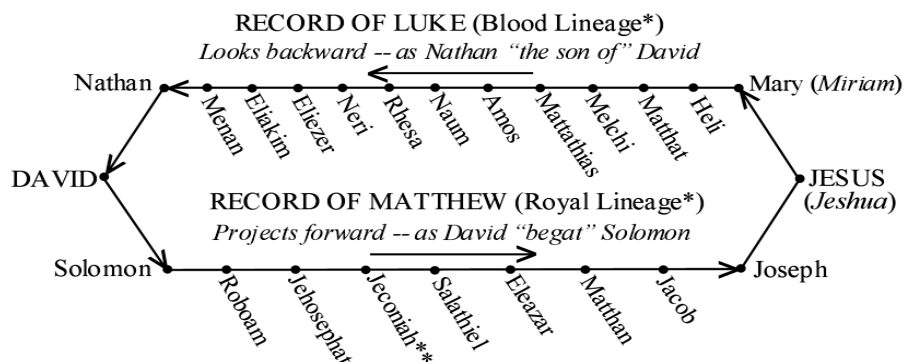 RECORD OF LUKE (Blood Lineage*)
Looks backward -- as Nathan “the son of” David
Nathan
Menan
Eliakim
Eliezer
Neri
Rhesa
Naum
Amos
Mattathias
Melchi
Matthat
Heli
Mary (Miriam)
DAVID
JESUS
(Jeshua)
RECORD OF MATTHEW (Royal Lineage*)
Projects forward -- as David “begat” Solomon
Solomon
Roboam
Jehosephat
Jeconiah**
Salathiel
Eleazar
Matthan
Jacob
Joseph